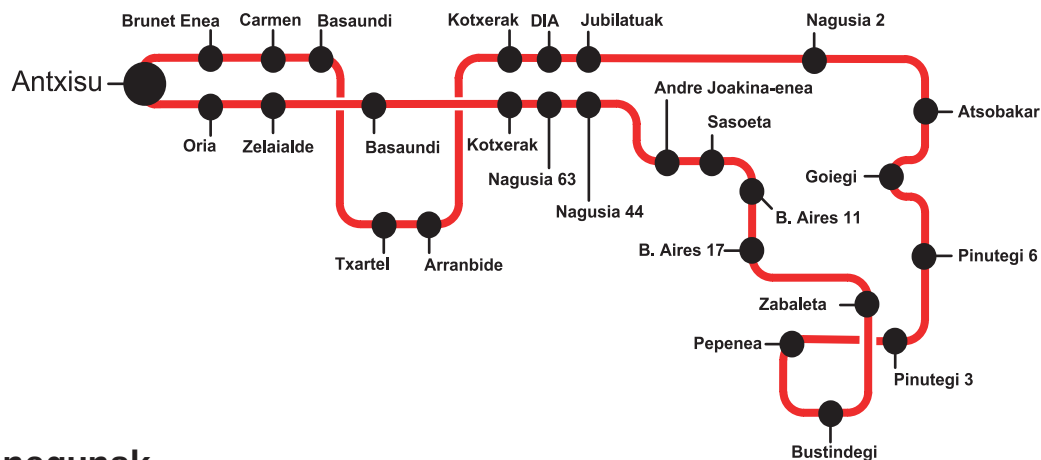 Brunet Enea
Carmen
Basaundi
Kotxerak
DIA
Jubilatuak
Nagusia 2
Antxisu
Andre Joakina-enea
Atsobakar
Sasoeta
Oria
Zelaialde
Basaundi
Kotxerak
Nagusia 63
Goiegi
Nagusia 44
B. Aires 11
B. Aires 17
Pinutegi 6
Txartel
Arranbide
Zabaleta
Pepenea
Pinutegi 3
Bustindegi